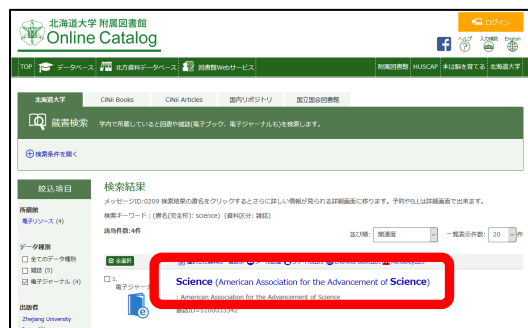 北海道大学 附属図書館
Online Catalog
ログイン
ヘルプ 入力補助 English
TOP データベース 北方資料データベース 図書館Webサービス
附属図書館 HUSCAP 本は脳を育てる 北海道大学
北海道大学 CiNii Books CiNii Articles 国内リポジトリ 国立国会図書館
蔵書検索 学内で所蔵していると図書や雑誌(電子ブック、電子ジャーナルも)を検索します。
検索条件を開く
絞込項目
所蔵館
電子リソース (4)
データ種別
全てのデータ種別
雑誌 (5)
電子ジャーナル (4)
出版者
Zhejiang University
検索結果
メッセージID:0209 検索結果の書名をクリックするとさらに詳しい情報が見られる詳細画面に移ります。予約やILLは詳細画面で出来ます。
検索キーワード：(書名(完全形): science) (資料区分: 雑誌)
該当件数:4件
並び順: 関連度 一覧表示件数: 20 件
全選択
1.
電子ジャー
Science (American Association for the Advancement of Science)
: American Association for the Advancement of Science
雑誌ID=3100033342